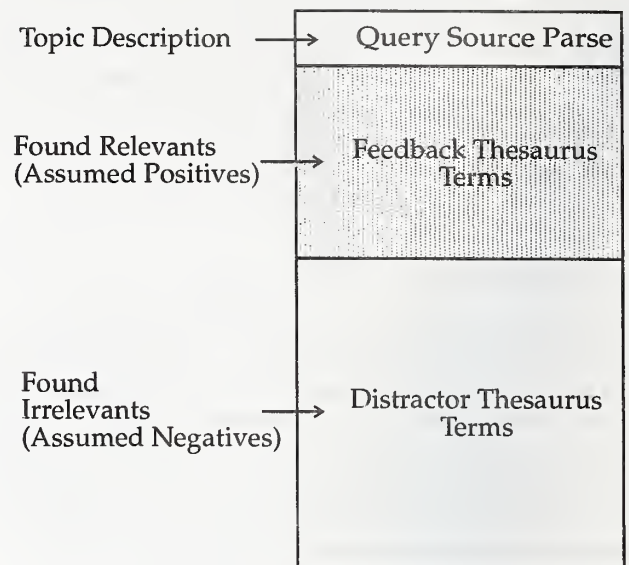 Topic Description
Query Source Parse
Found Relevants
(Assumed Positives)
Feedback Thesaurus
Terms
Found
Irrelevants
(Assumed Negatives)
Distractor Thesaurus
Terms